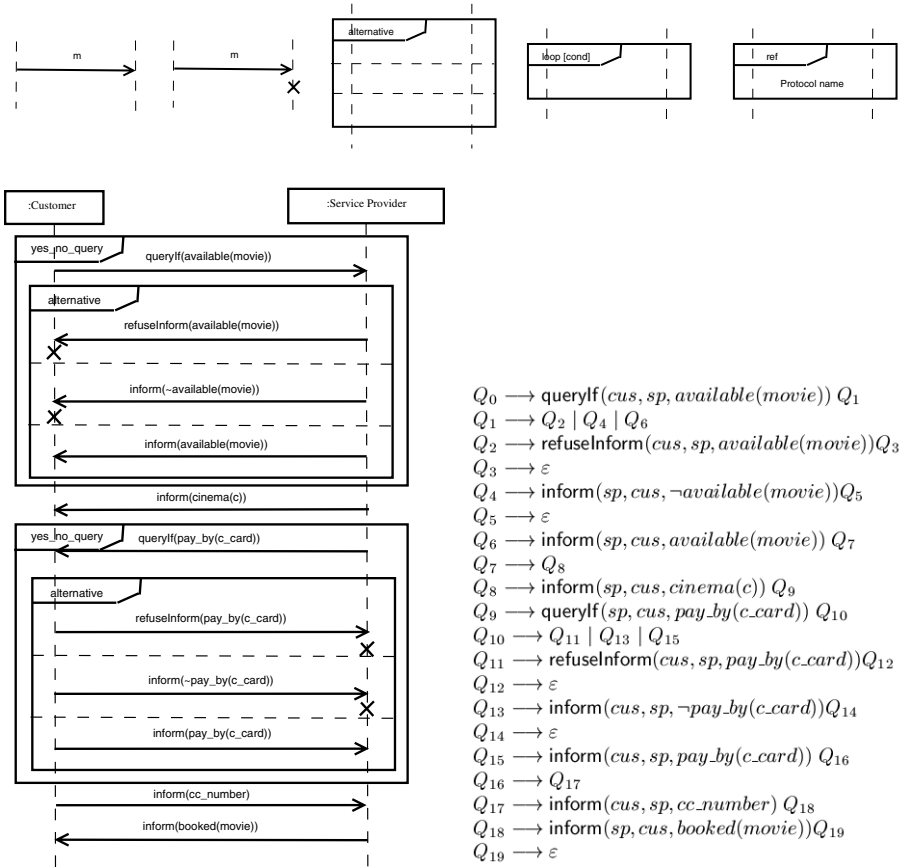 m
m
alternative
loop [cond]
ref
Protocol name
:Customer
:Service Provider
yes_no_query
queryIf(available(movie))
alternative
refuseInform(available(movie))
inform(~available(movie))
inform(available(movie))
inform(cinema(c))
yes_no_query
queryIf(pay_by(c_card))
alternative
refuseInform(pay_by(c_card))
inform(~pay_by(c_card))
inform(pay_by(c_card))
inform(cc_number)
inform(booked(movie))
Q₀ ⟶ queryIf(cus, sp, available(movie)) Q₁
Q₁ ⟶ Q₂ | Q₄ | Q₆
Q₂ ⟶ refuseInform(cus, sp, available(movie))Q₃
Q₃ ⟶ ε
Q₄ ⟶ inform(sp, cus, ¬available(movie))Q₅
Q₅ ⟶ ε
Q₆ ⟶ inform(sp, cus, available(movie)) Q₇
Q₇ ⟶ Q₈
Q₈ ⟶ inform(sp, cus, cinema(c)) Q₉
Q₉ ⟶ queryIf(sp, cus, pay_by(c_card)) Q₁₀
Q₁₀ ⟶ Q₁₁ | Q₁₃ | Q₁₅
Q₁₁ ⟶ refuseInform(cus, sp, pay_by(c_card))Q₁₂
Q₁₂ ⟶ ε
Q₁₃ ⟶ inform(cus, sp, ¬pay_by(c_card))Q₁₄
Q₁₄ ⟶ ε
Q₁₅ ⟶ inform(cus, sp, pay_by(c_card)) Q₁₆
Q₁₆ ⟶ Q₁₇
Q₁₇ ⟶ inform(cus, sp, cc_number) Q₁₈
Q₁₈ ⟶ inform(sp, cus, booked(movie))Q₁₉
Q₁₉ ⟶ ε